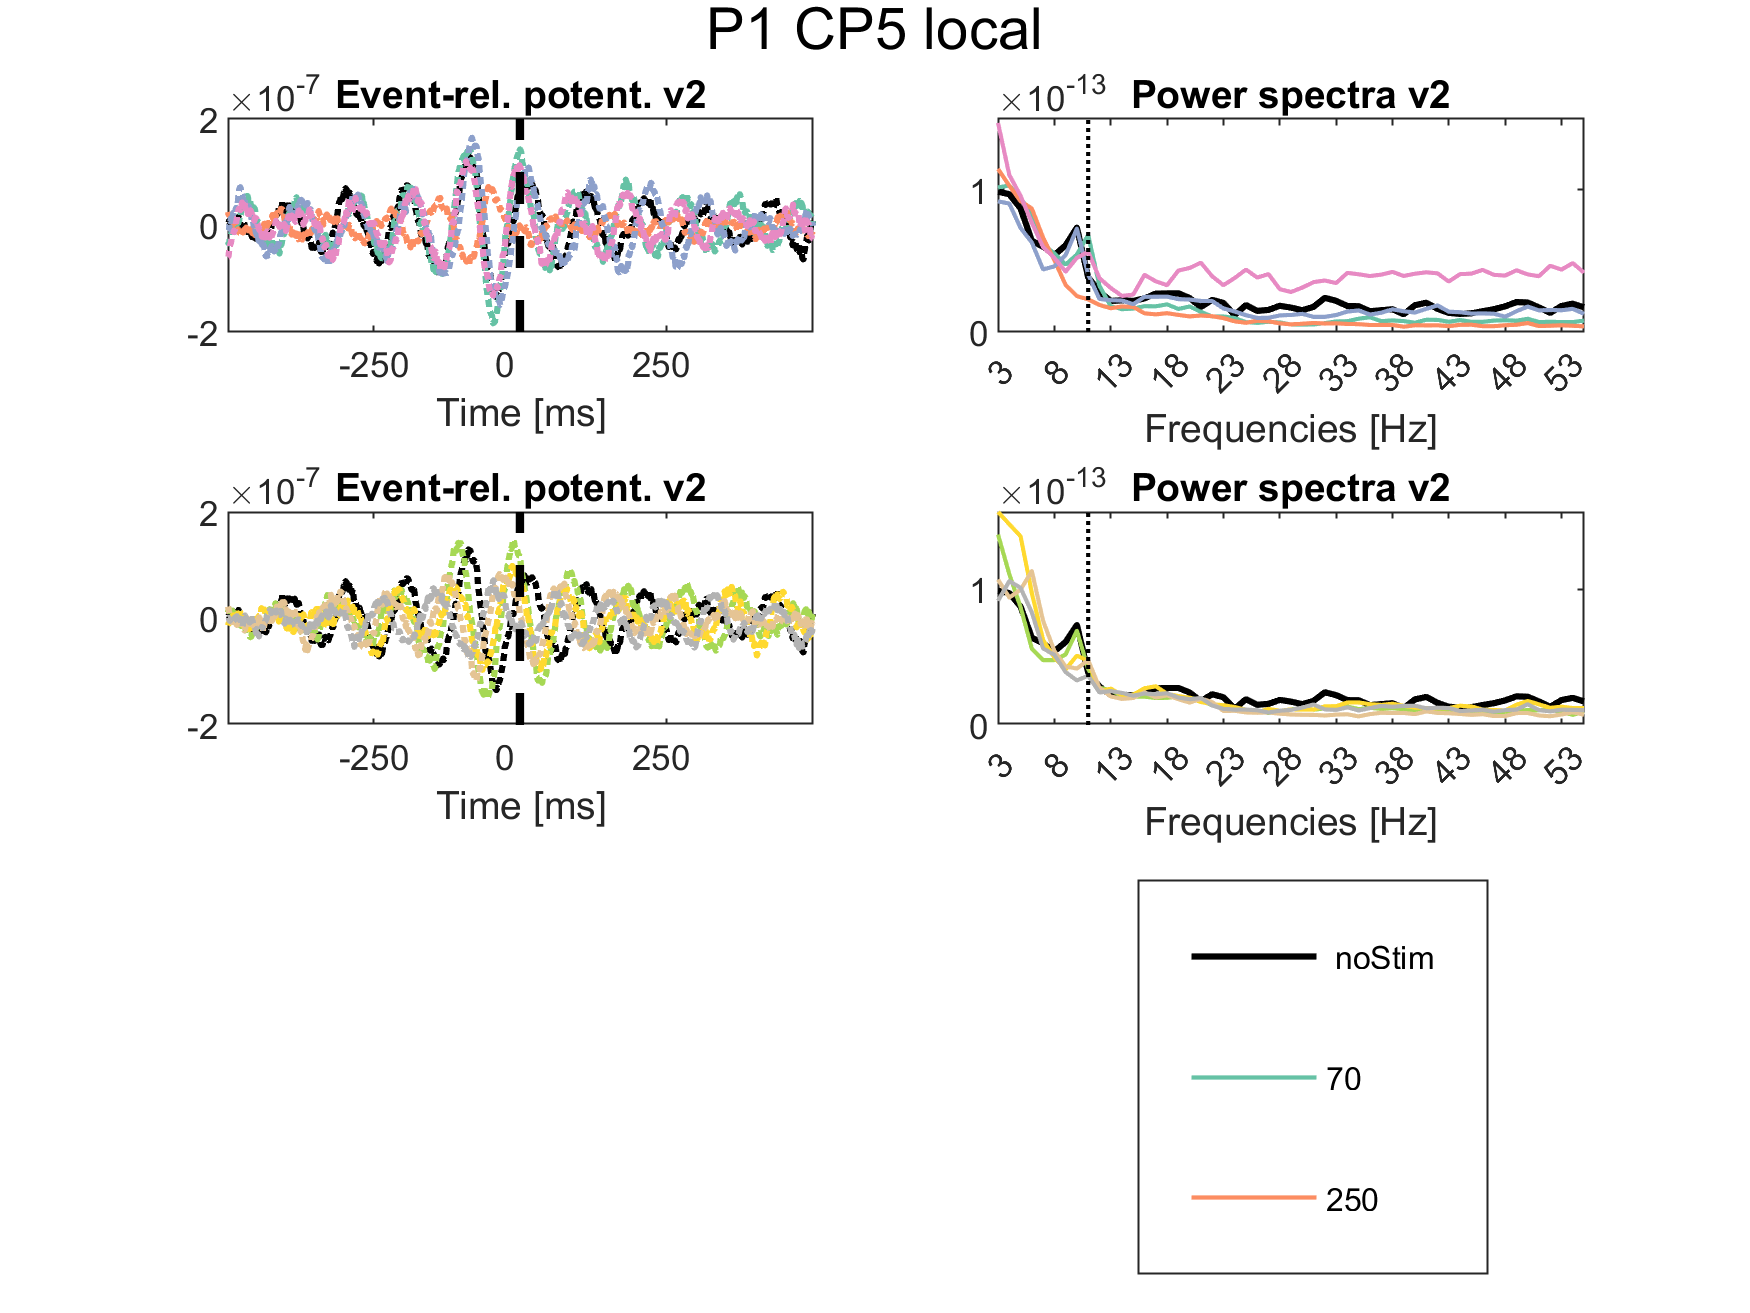 P1 CP5 local
×10-7 Event-rel. potent. v2
2
0
-2
-250 0 250
Time [ms]
×10-13 Power spectra v2
1
0
3 8 13 18 23 28 33 38 43 48 53
Frequencies [Hz]
×10-7 Event-rel. potent. v2
2
0
-2
-250 0 250
Time [ms]
×10-13 Power spectra v2
1
0
3 8 13 18 23 28 33 38 43 48 53
Frequencies [Hz]
noStim
70
250